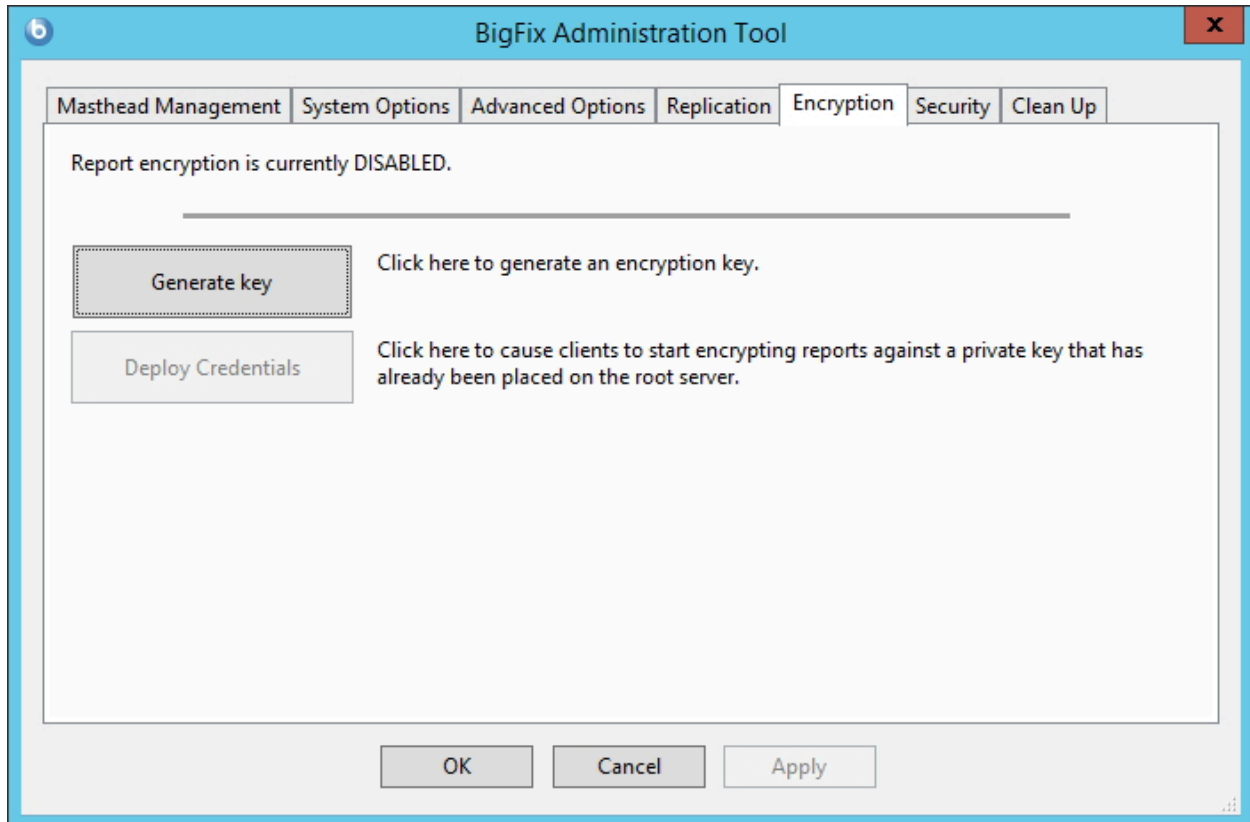 BigFix Administration Tool
x
Masthead Management System Options Advanced Options Replication Encryption Security Clean Up
Report encryption is currently DISABLED.
Generate key
Click here to generate an encryption key.
Deploy Credentials
Click here to cause clients to start encrypting reports against a private key that has
already been placed on the root server.
OK Cancel Apply